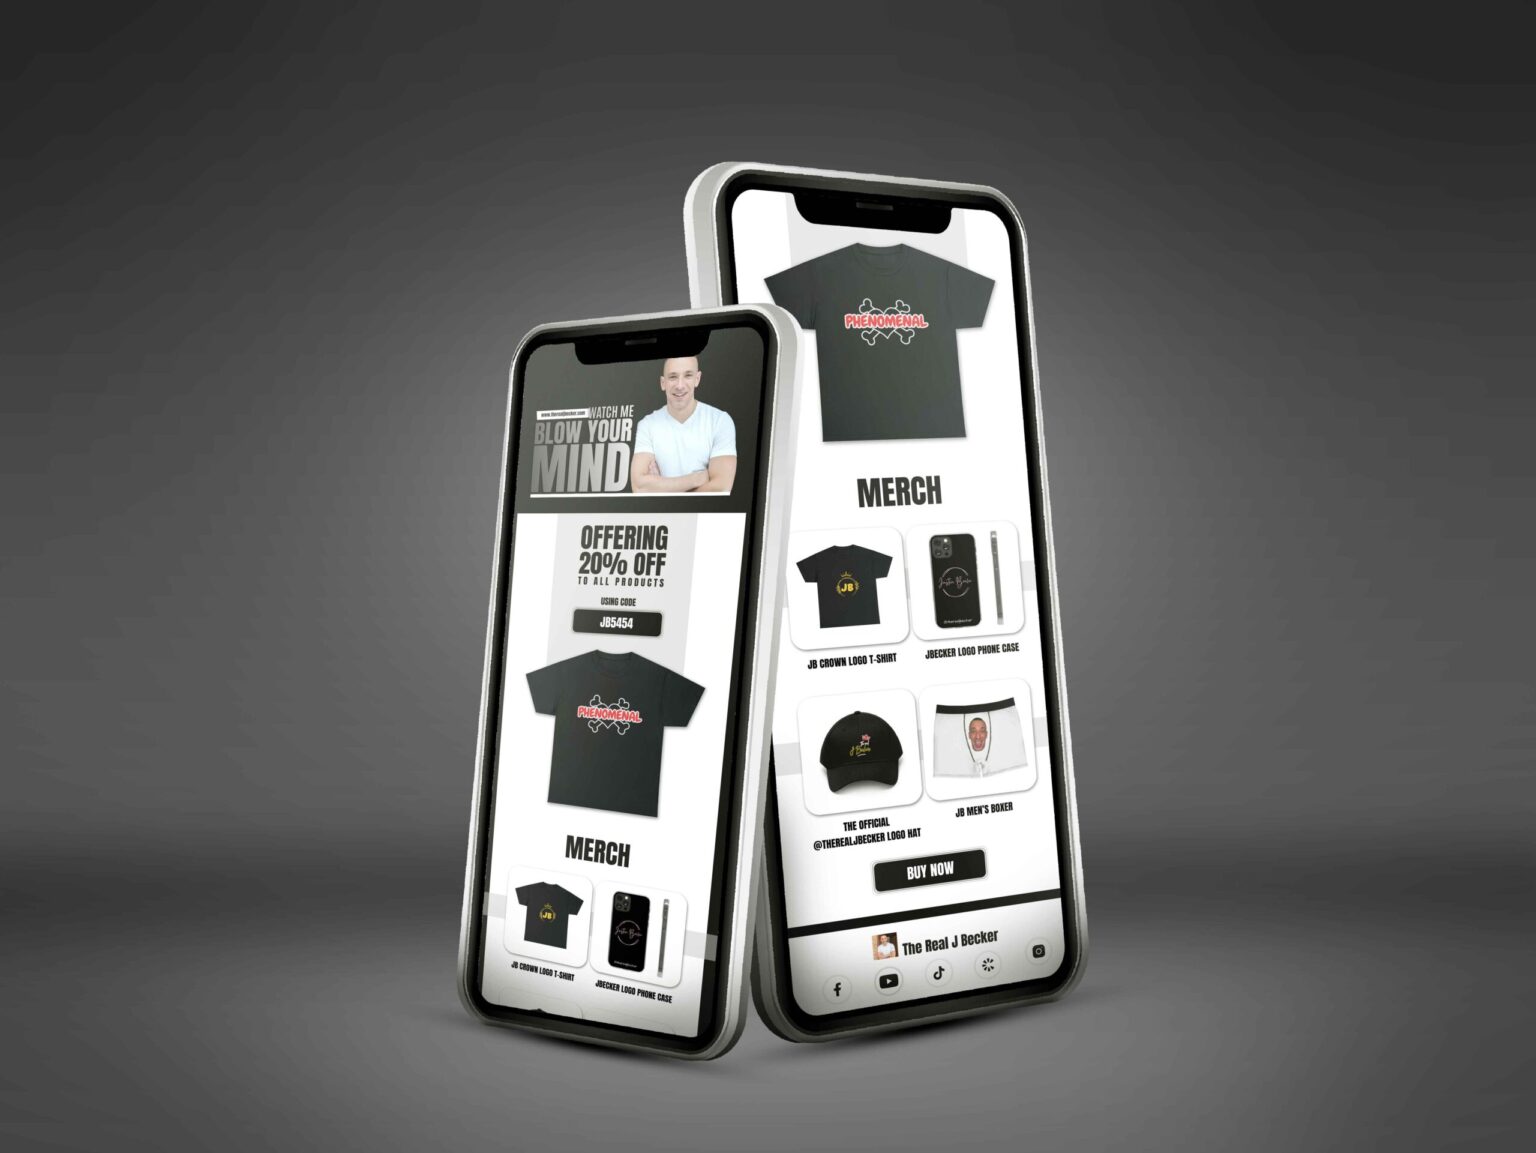 www.therealjbecker.com
WATCH ME
BLOW YOUR
MIND
OFFERING
20% OFF
TO ALL PRODUCTS
USING CODE
JB5454
PHENOMENAL
MERCH
JB
JB CROWN LOGO T-SHIRT
JBECKER LOGO PHONE CASE
PHENOMENAL
MERCH
JB
@therealjbecker
JB CROWN LOGO T-SHIRT
JBECKER LOGO PHONE CASE
THE OFFICIAL
@THEREALJBECKER LOGO HAT
JB MEN'S BOXER
BUY NOW
The Real J Becker